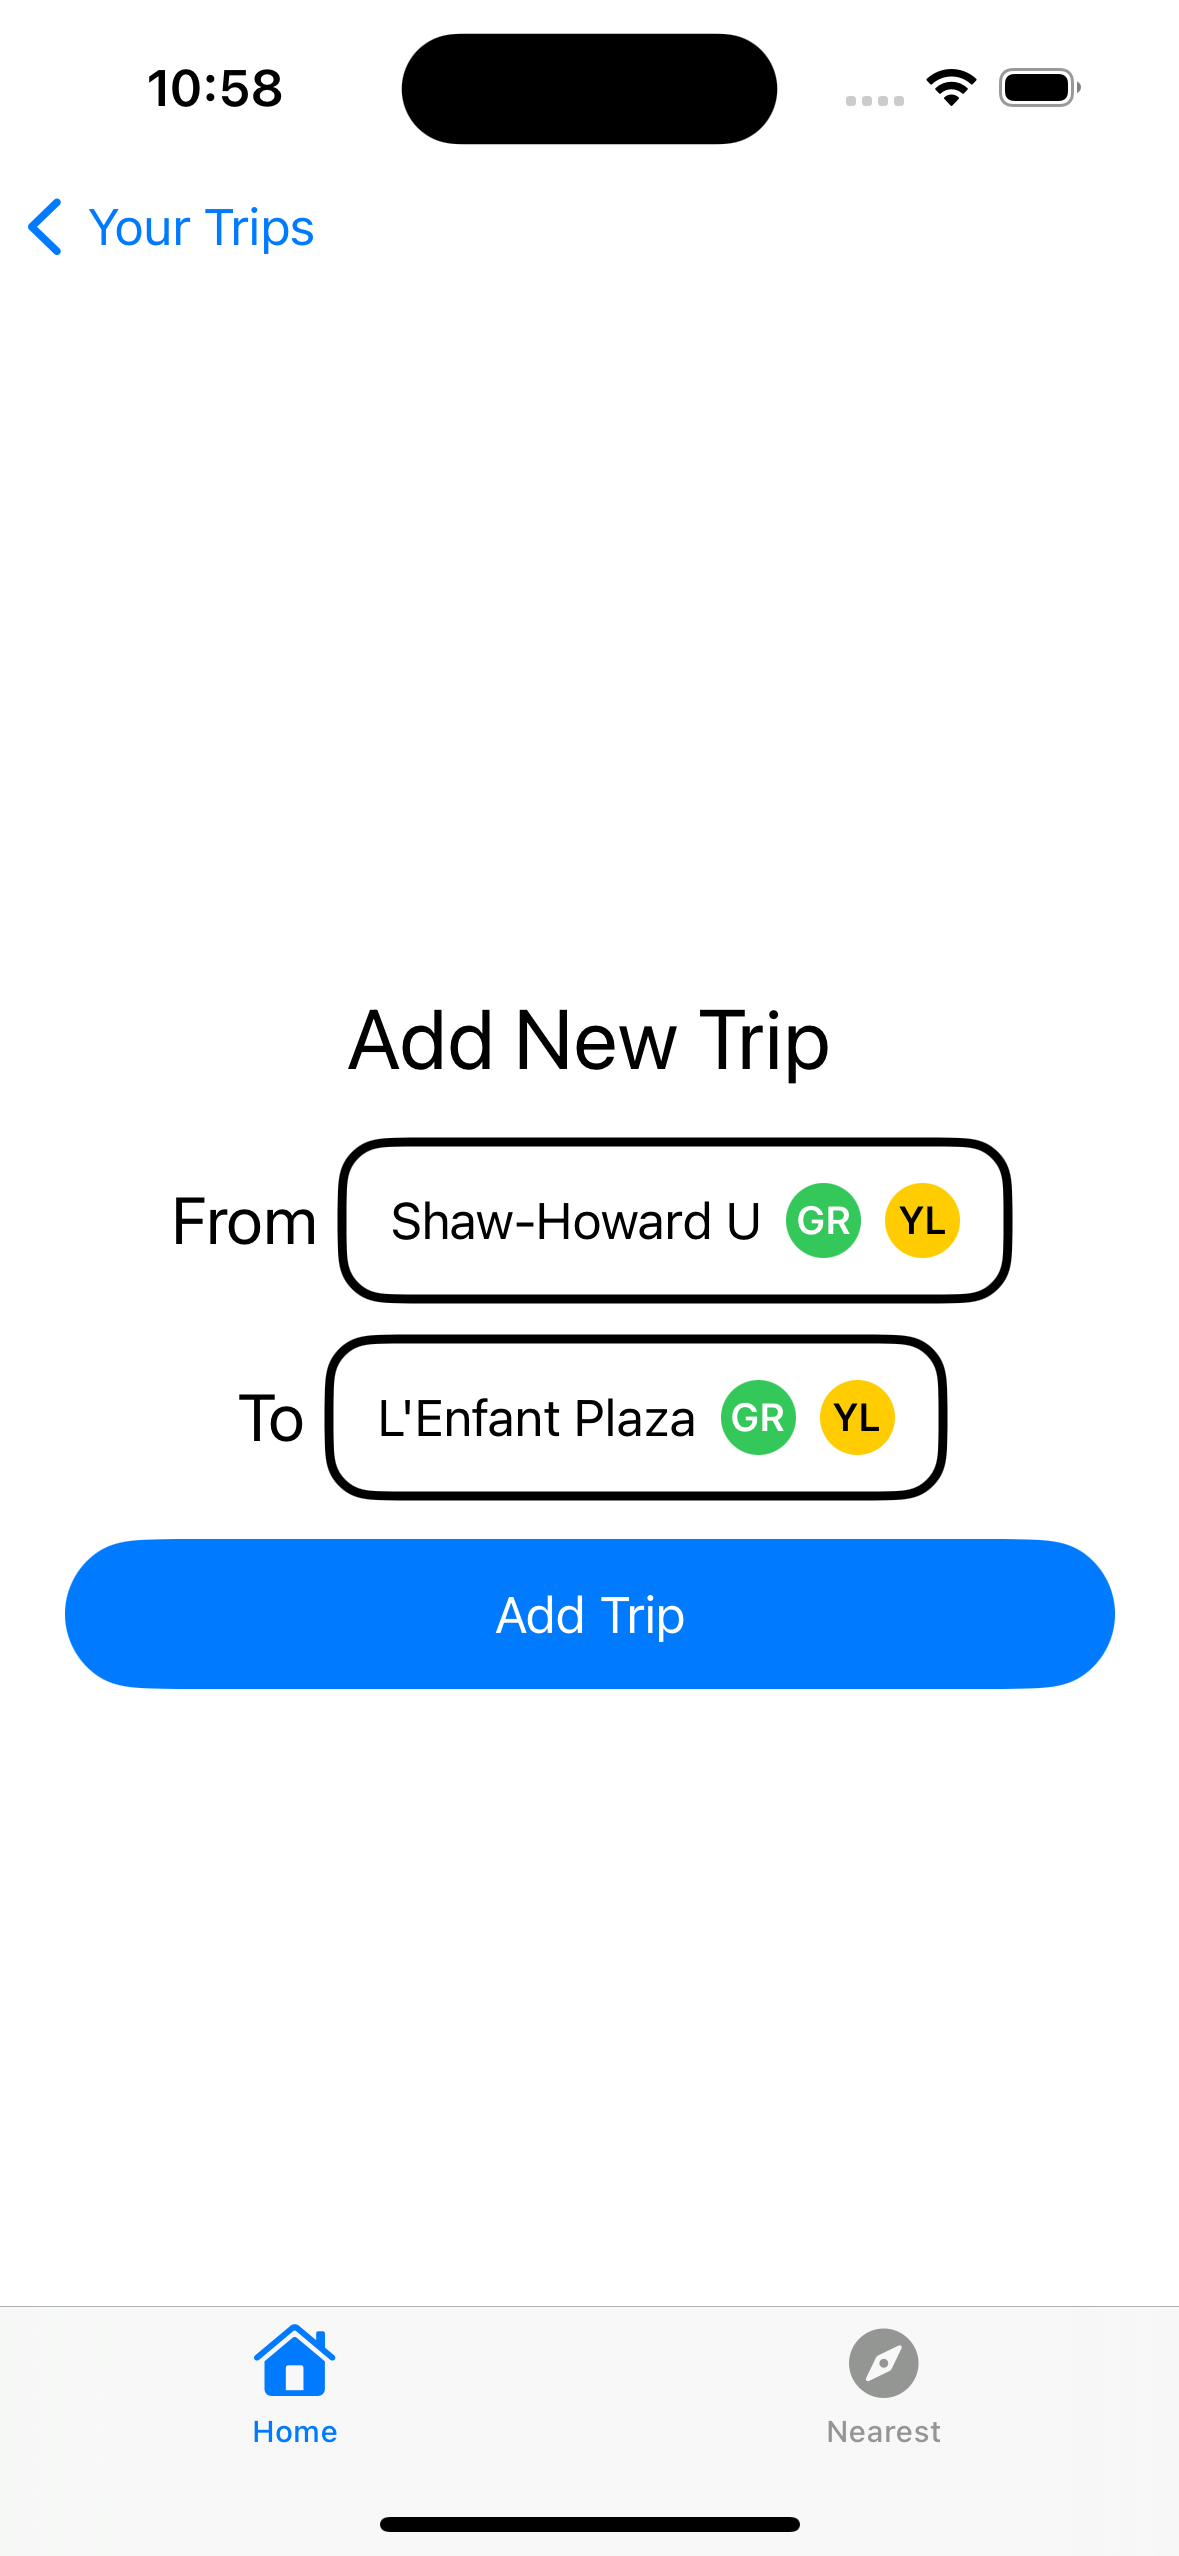 10:58
Your Trips
Add New Trip
From Shaw-Howard U GR YL
To L'Enfant Plaza GR YL
Add Trip
Home Nearest